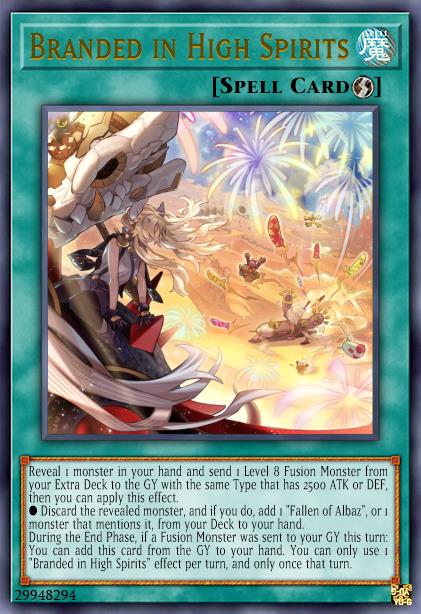 BRANDED IN HIGH SPIRITS
SPELL
魔
[SPELL CARD]
Reveal 1 monster in your hand and send 1 Level 8 Fusion Monster from
your Extra Deck to the GY with the same Type that has 2500 ATK or DEF,
then you can apply this effect.
● Discard the revealed monster, and if you do, add 1 "Fallen of Albaz", or 1
monster that mentions it, from your Deck to your hand.
During the End Phase, if a Fusion Monster was sent to your GY this turn:
You can add this card from the GY to your hand. You can only use 1
"Branded in High Spirits" effect per turn, and only once that turn.
29948294